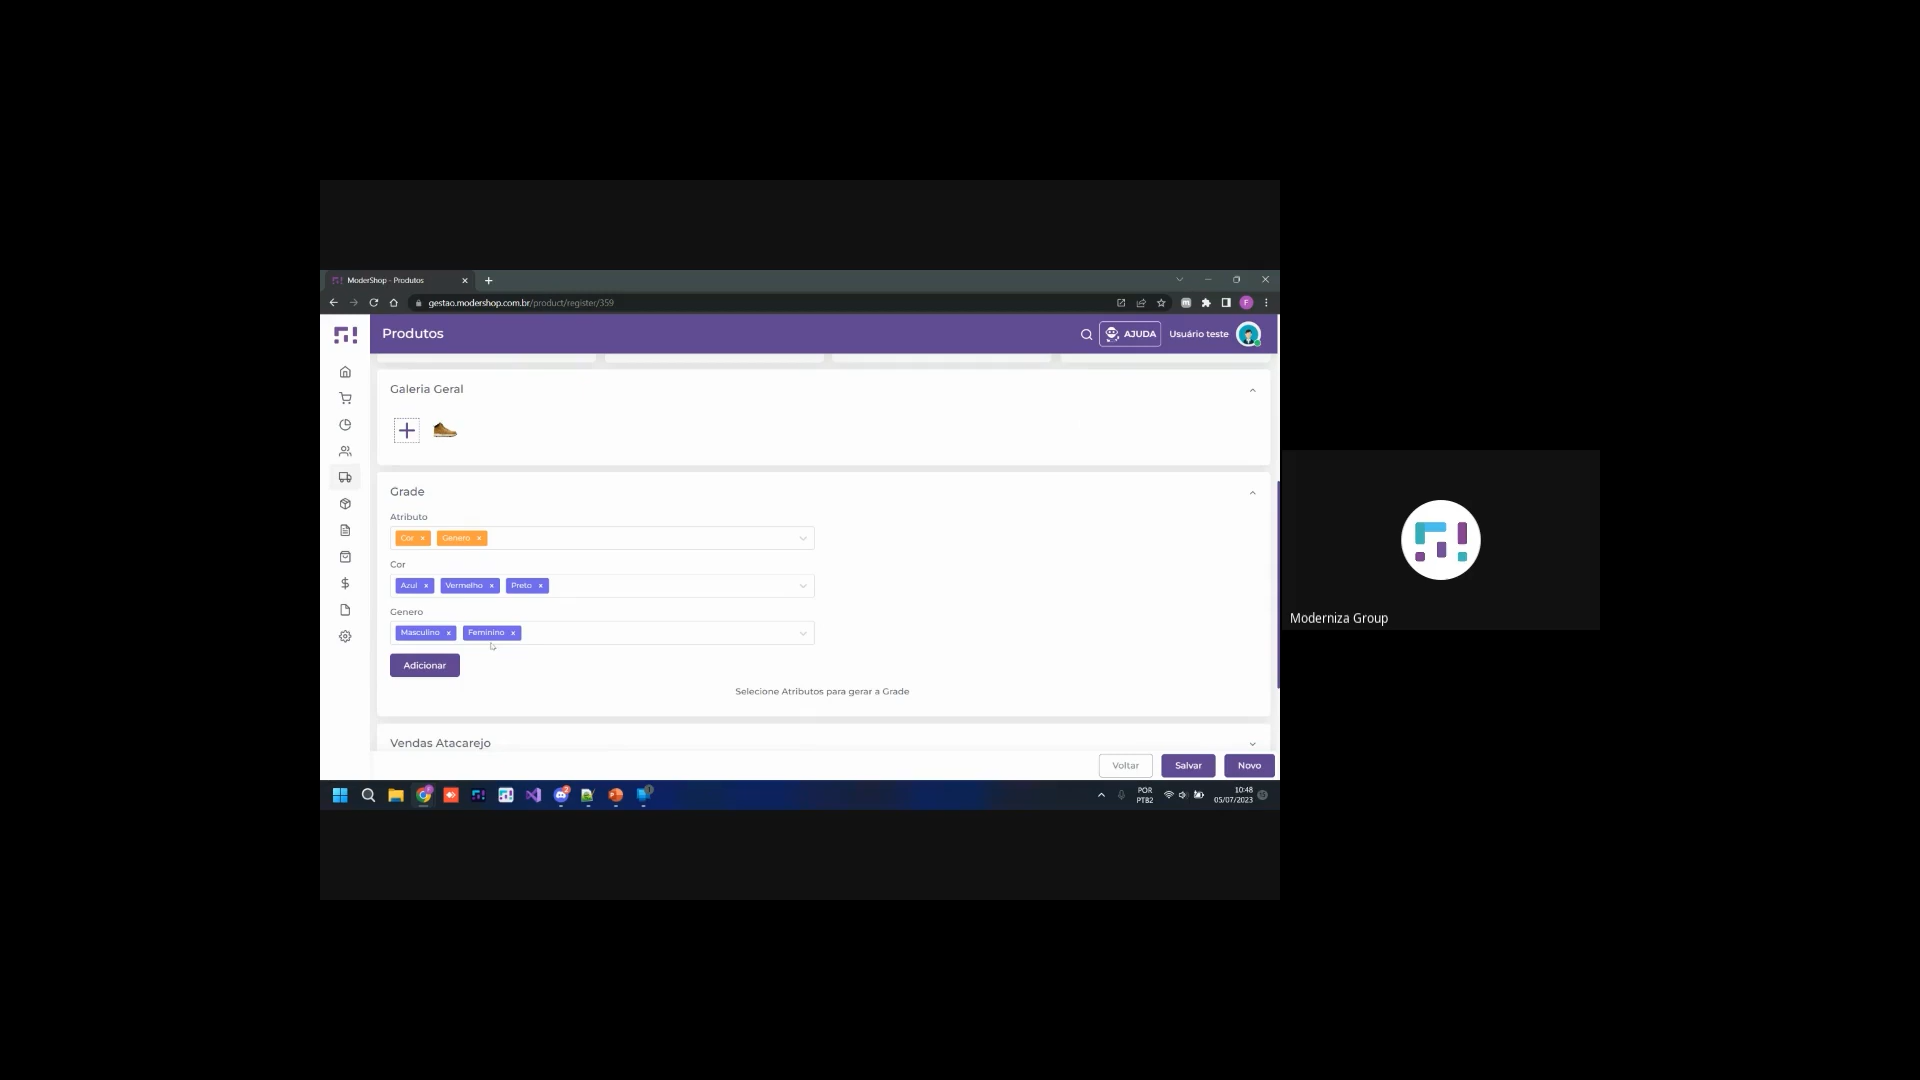 ModerShop - Produtos
gestao.modershop.com.br/product/register/359
Produtos
AJUDA
Usuário teste
Galeria Geral
Grade
Atributo
Cor × Genero ×
Cor
Azul × Vermelho × Preto ×
Genero
Masculino × Feminino ×
Adicionar
Selecione Atributos para gerar a Grade
Vendas Atacarejo
Voltar
Salvar
Novo
POR
PTB2
10:48
05/07/2023
Moderniza Group